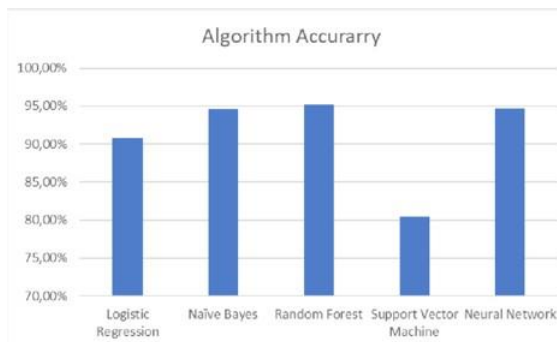 Algorithm Accurarry
100,00%
95,00%
90,00%
85,00%
80,00%
75,00%
70,00%
Logistic Regression
Naïve Bayes
Random Forest
Support Vector Machine
Neural Network